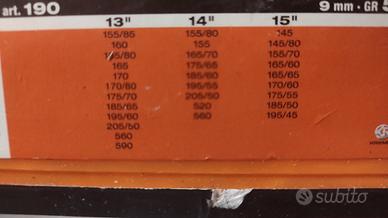 art. 190
9 mm · GR
13" 14" 15"
155/85 155/80 145
160 155 145/80
165/70 155/70
165 175/65 155/60
170 185/60 165/65
170/80 195/55 170/60
175/70 205/50 175/55
185/65 520 185/50
195/60 560 195/45
205/50
560
590
subito